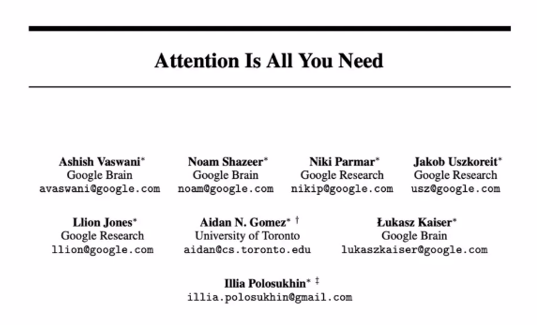 Attention Is All You Need
Ashish Vaswani* Noam Shazeer* Niki Parmar* Jakob Uszkoreit*
Google Brain Google Brain Google Research Google Research
avaswani@google.com noam@google.com nikip@google.com usz@google.com
Llion Jones* Aidan N. Gomez* † Łukasz Kaiser*
Google Research University of Toronto Google Brain
llion@google.com aidan@cs.toronto.edu lukaszkaiser@google.com
Illia Polosukhin* ‡
illia.polosukhin@gmail.com